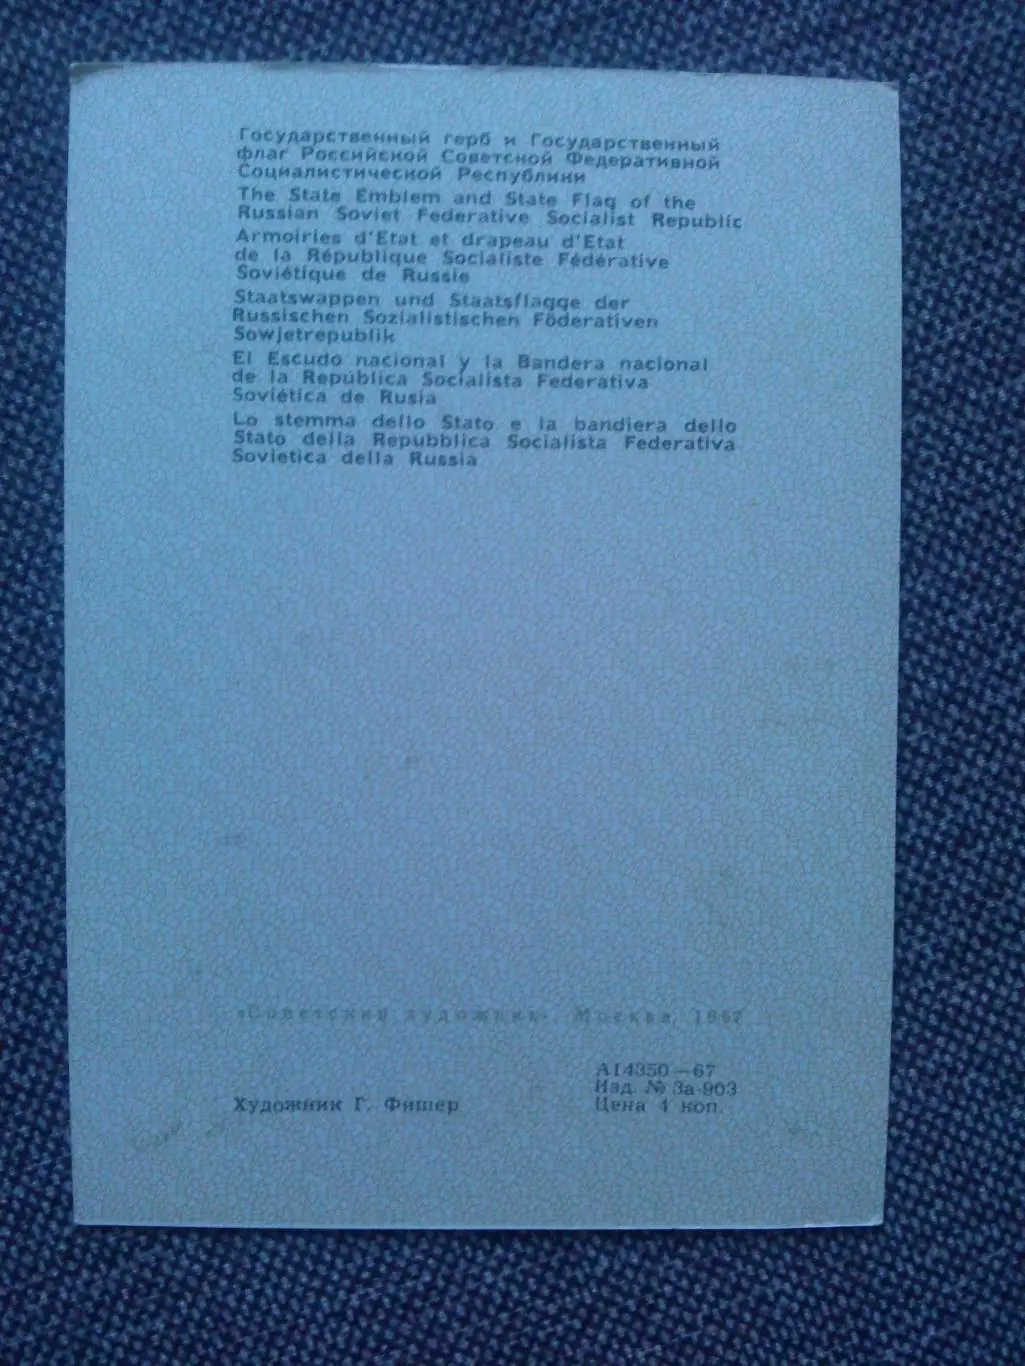 Государственный герб и Государственный
флаг Российской Советской Федеративной
Социалистической Республики
The State Emblem and State Flag of the
Russian Soviet Federative Socialist Republic
Armoiries d'Etat et drapeau d'Etat
de la République Socialiste Fédérative
Soviétique de Russie
Staatswappen und Staatsflagge der
Russischen Sozialistischen Föderativen
Sowjetrepublik
El Escudo nacional y la Bandera nacional
de la República Socialista Federativa
Soviética de Rusia
Lo stemma dello Stato e la bandiera dello
Stato della Repubblica Socialista Federativa
Sovietica della Russia
«Советский художник». Москва. 1967
А14350—67
Изд. № 3а-903
Художник Г. Фишер
Цена 4 коп.